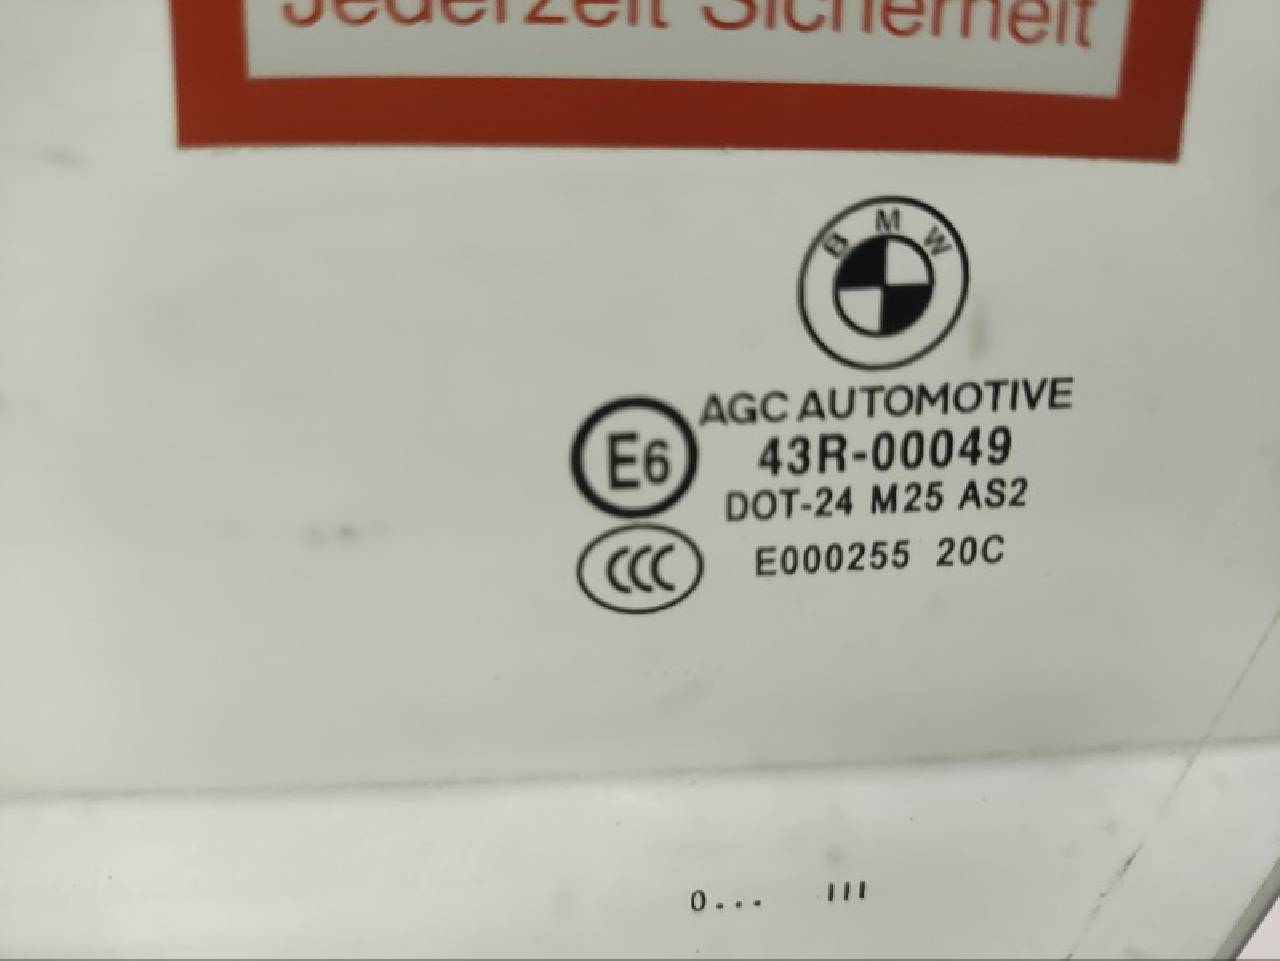 Jederzeit Sicherheit
BMW
AGC AUTOMOTIVE
E6
43R-00049
DOT-24 M25 AS2
CCC
E000255 20C
0... III